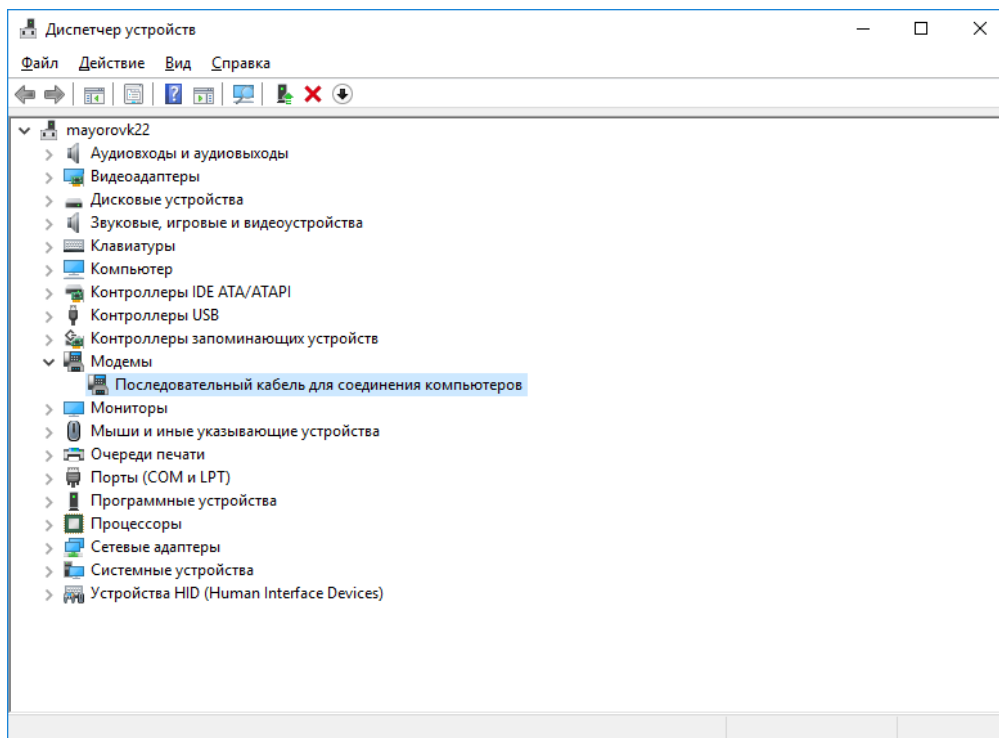 Диспетчер устройств
Файл Действие Вид Справка
mayorovk22
Аудиовходы и аудиовыходы
Видеоадаптеры
Дисковые устройства
Звуковые, игровые и видеоустройства
Клавиатуры
Компьютер
Контроллеры IDE ATA/ATAPI
Контроллеры USB
Контроллеры запоминающих устройств
Модемы
Последовательный кабель для соединения компьютеров
Мониторы
Мыши и иные указывающие устройства
Очереди печати
Порты (COM и LPT)
Программные устройства
Процессоры
Сетевые адаптеры
Системные устройства
Устройства HID (Human Interface Devices)